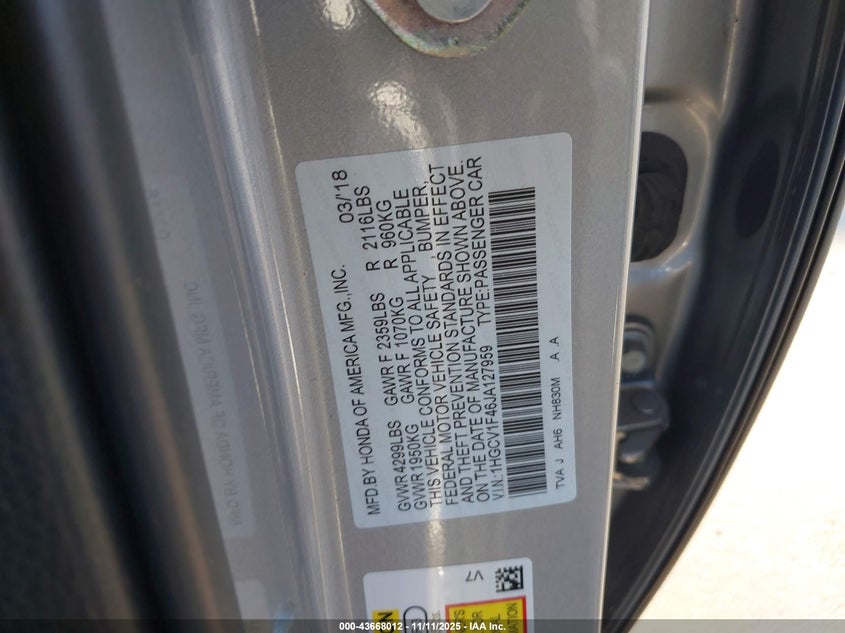 MFD.BY HONDA OF AMERICA MFG., INC. 03/'18
GVWR 4299LBS GAWR F 2359LBS R 2116LBS
GVWR 1950KG GAWR F 1070KG R 960KG
THIS VEHICLE CONFORMS TO ALL APPLICABLE
FEDERAL MOTOR VEHICLE SAFETY, BUMPER,
AND THEFT PREVENTION STANDARDS IN EFFECT
ON THE DATE OF MANUFACTURE SHOWN ABOVE.
V.I.N.:1HGCV1F46JA127959 TYPE:PASSENGER CAR
TVA J AH6 NH830M A A
V7
000-43668012 - 11/11/2025 - IAA Inc.